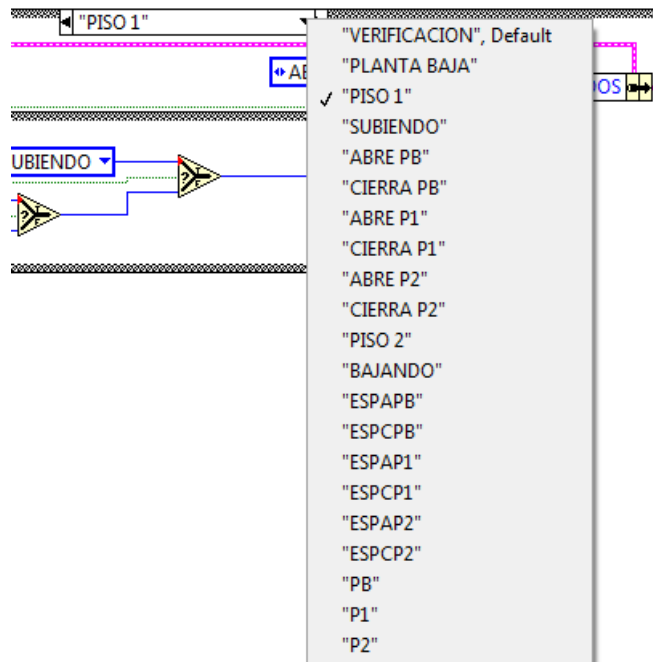 "PISO 1"
"VERIFICACION", Default
"PLANTA BAJA"
"PISO 1"
"SUBIENDO"
"ABRE PB"
"CIERRA PB"
"ABRE P1"
"CIERRA P1"
"ABRE P2"
"CIERRA P2"
"PISO 2"
"BAJANDO"
"ESPAPB"
"ESPCPB"
"ESPAP1"
"ESPCP1"
"ESPAP2"
"ESPCP2"
"PB"
"P1"
"P2"
AB
OS
UBIENDO
?
T
F
?
T
F